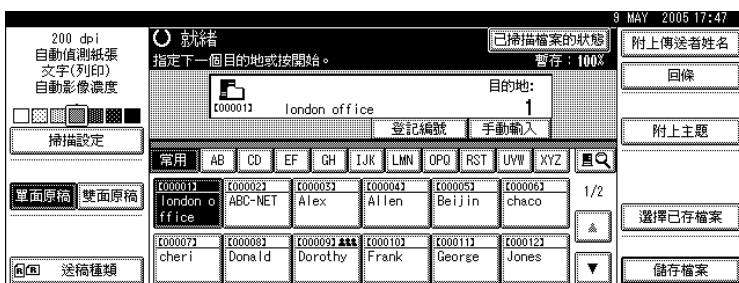 9 MAY 2005 17:47
200 dpi
自動偵測紙張
文字(列印)
自動影像濃度
掃描設定
單面原稿 雙面原稿
送稿種類
就緒
已掃描檔案的狀態
指定下一個目的地或按開始。
暫存:100%
目的地:
[00001] london office
1
登記編號 手動輸入
常用 AB CD EF GH IJK LMN OPQ RST UVW XYZ
[00001] [00002] [00003] [00004] [00005] [00006]
london o ABC-NET Alex Allen Beijin chaco
ffice
1/2
[00007] [00008] [00009] [00010] [00011] [00012]
cheri Donald Dorothy Frank George Jones
附上傳送者姓名
回條
附上主題
選擇已存檔案
儲存檔案